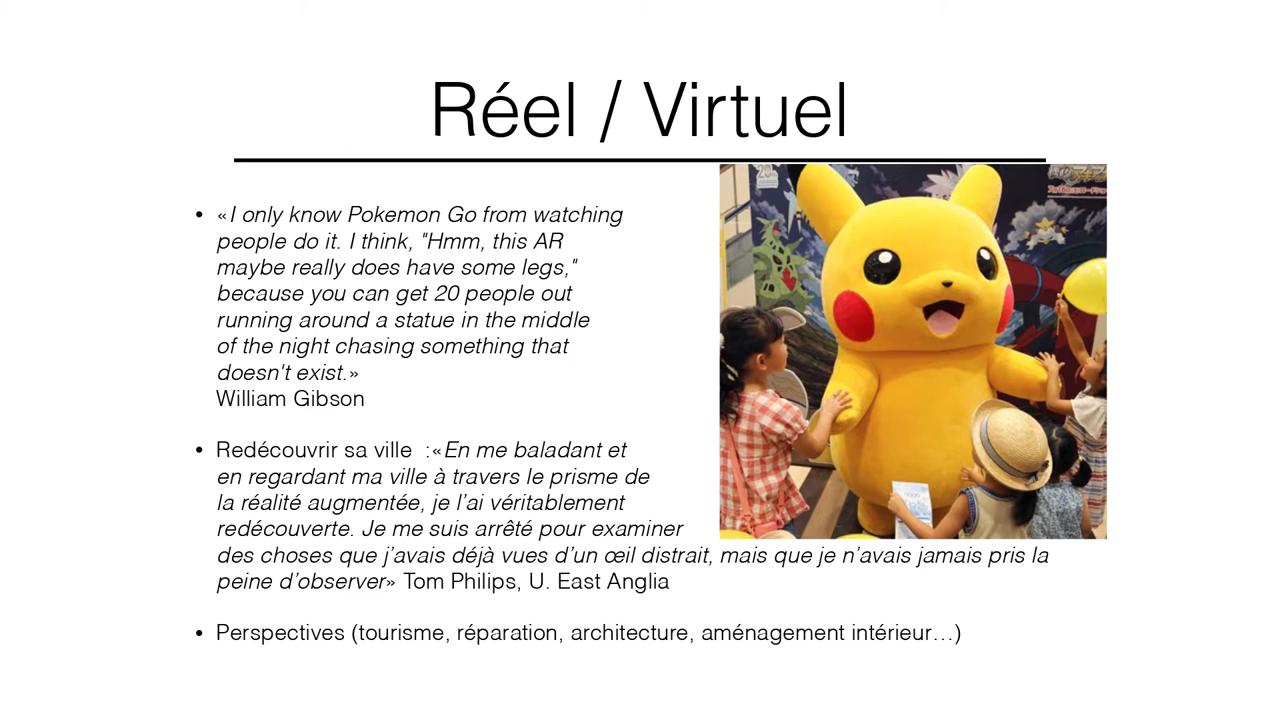 Réel / Virtuel
• «I only know Pokemon Go from watching
people do it. I think, "Hmm, this AR
maybe really does have some legs,"
because you can get 20 people out
running around a statue in the middle
of the night chasing something that
doesn't exist.»
William Gibson
• Redécouvrir sa ville :«En me baladant et
en regardant ma ville à travers le prisme de
la réalité augmentée, je l’ai véritablement
redécouverte. Je me suis arrêté pour examiner
des choses que j’avais déjà vues d’un œil distrait, mais que je n’avais jamais pris la
peine d’observer» Tom Philips, U. East Anglia
• Perspectives (tourisme, réparation, architecture, aménagement intérieur…)